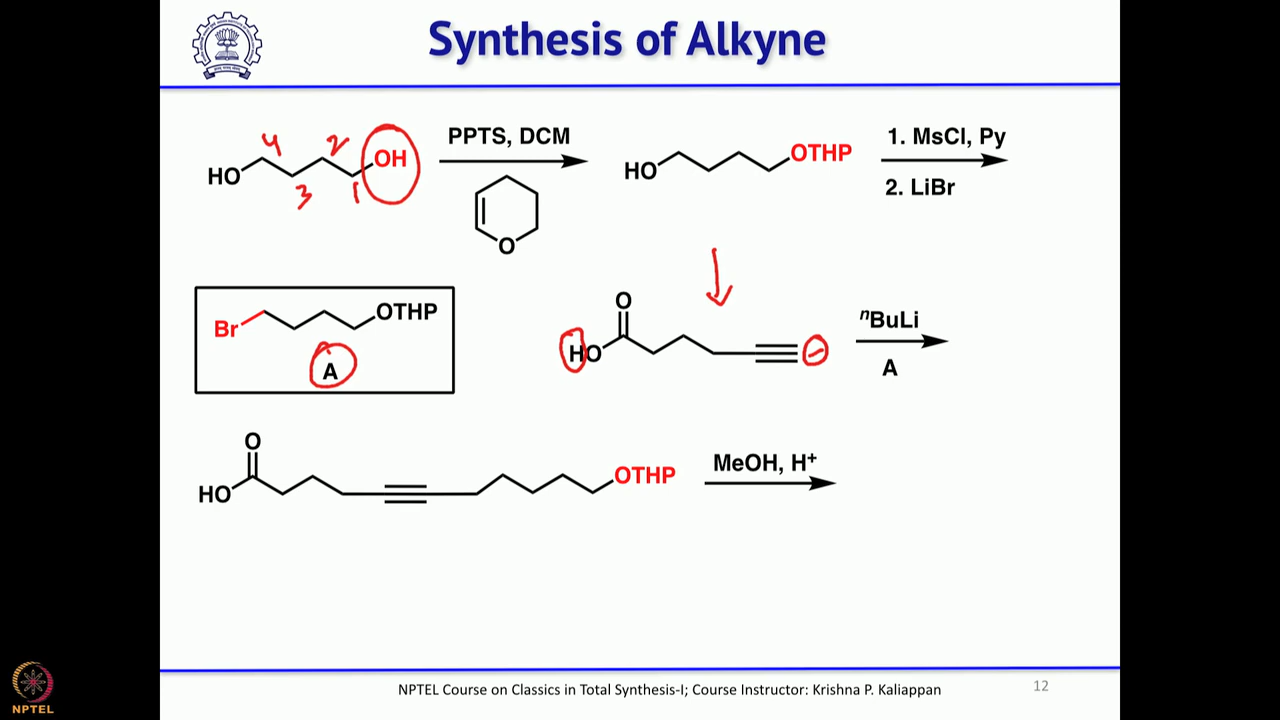 Synthesis of Alkyne
4 2
HO OH
3 1
PPTS, DCM
O
HO OTHP
1. MsCl, Py
2. LiBr
Br OTHP
A
O
HO
⊖
nBuLi
A
O
HO OTHP
MeOH, H+
NPTEL Course on Classics in Total Synthesis-I; Course Instructor: Krishna P. Kaliappan
12
NPTEL